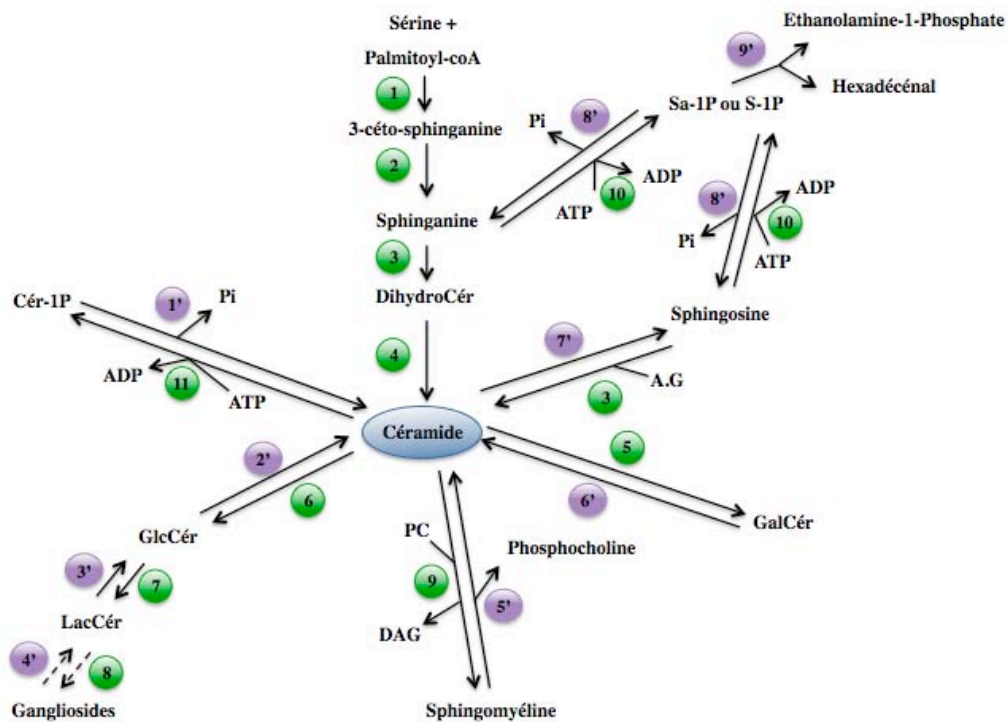 Sérine +
Palmitoyl-coA
1
3-céto-sphinganine
2
Sphinganine
3
DihydroCér
4
Céramide
Ethanolamine-1-Phosphate
9’
Hexadécénal
Sa-1P ou S-1P
8’
Pi
ADP
10
ATP
8’
ADP
10
Pi
ATP
Sphingosine
7’
A.G
3
Cér-1P
1’
Pi
ADP
11
ATP
5
6’
GalCér
2’
6
GlcCér
3’
7
LacCér
4’
8
Gangliosides
PC
Phosphocholine
9
5’
DAG
Sphingomyéline